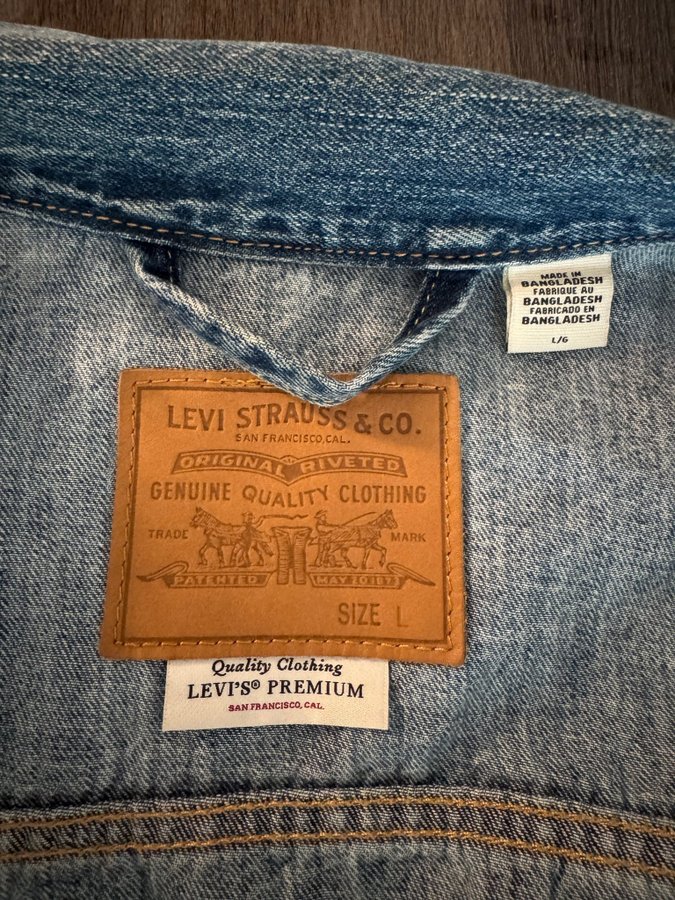 MADE IN
BANGLADESH
FABRIQUE AU
BANGLADESH
FABRICADO EN
BANGLADESH
L/G
LEVI STRAUSS & CO.
SAN FRANCISCO, CAL.
ORIGINAL RIVETED
GENUINE QUALITY CLOTHING
TRADE MARK
PATENTED MAY 20 1873
SIZE L
Quality Clothing
LEVI'S® PREMIUM
SAN FRANCISCO, CAL.